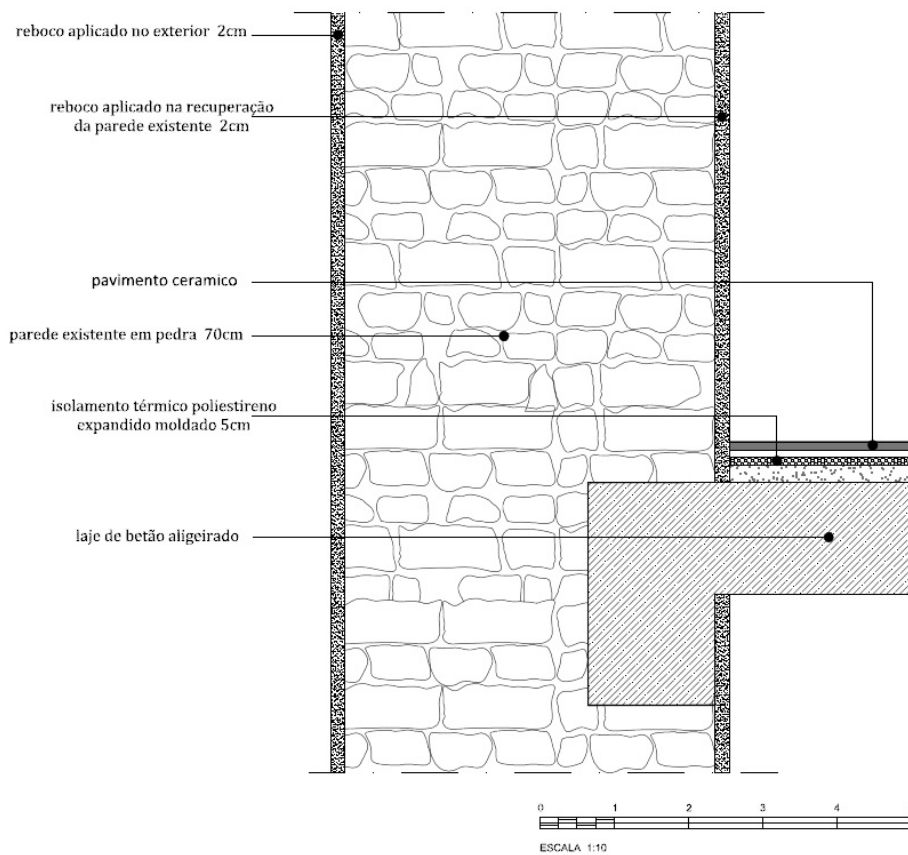 reboco aplicado no exterior 2cm
reboco aplicado na recuperação
da parede existente 2cm
pavimento ceramico
parede existente em pedra 70cm
isolamento térmico poliestireno
expandido moldado 5cm
laje de betão aligeirado
0 1 2 3 4
ESCALA 1:10